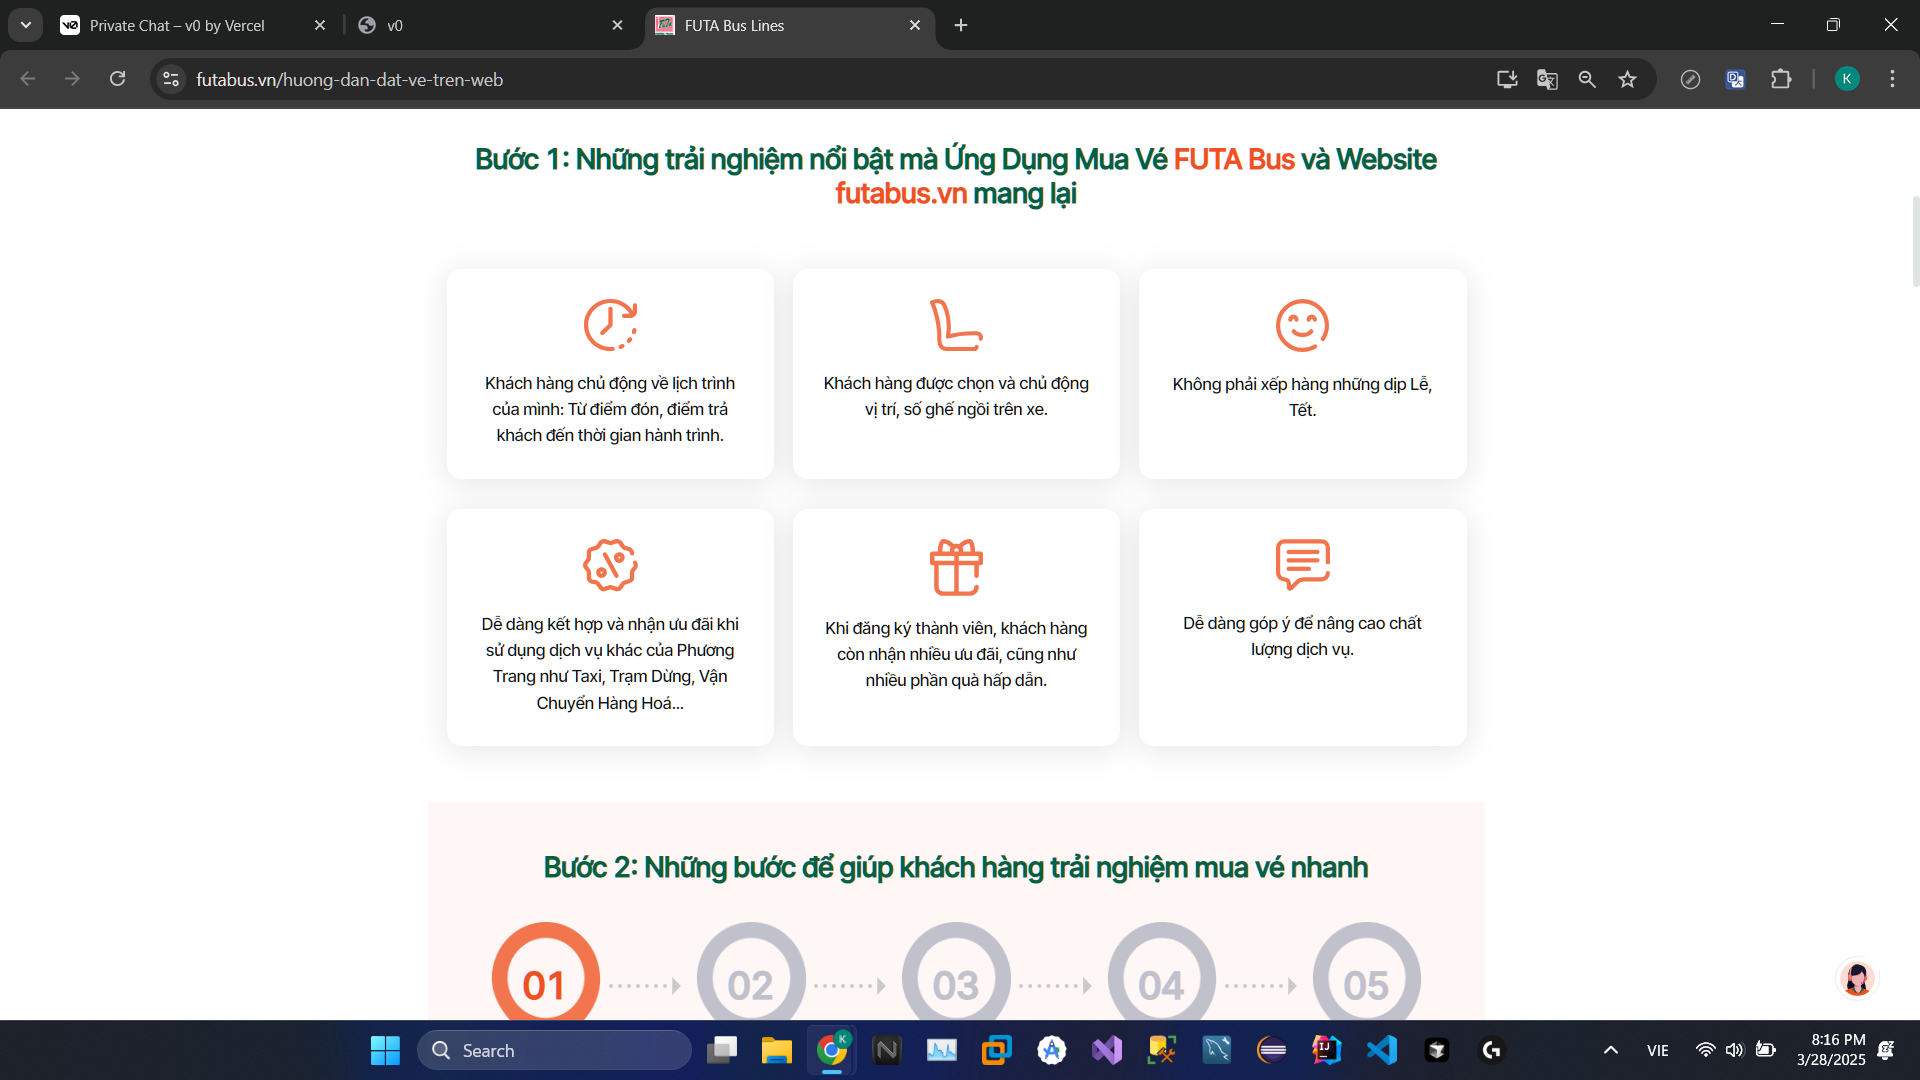 Private Chat – v0 by Vercel
v0
FUTA Bus Lines
futabus.vn/huong-dan-dat-ve-tren-web
K
Bước 1: Những trải nghiệm nổi bật mà Ứng Dụng Mua Vé FUTA Bus và Website
futabus.vn mang lại
Khách hàng chủ động về lịch trình
của mình: Từ điểm đón, điểm trả
khách đến thời gian hành trình.
Khách hàng được chọn và chủ động
vị trí, số ghế ngồi trên xe.
Không phải xếp hàng những dịp Lễ,
Tết.
Dễ dàng kết hợp và nhận ưu đãi khi
sử dụng dịch vụ khác của Phương
Trang như Taxi, Trạm Dừng, Vận
Chuyển Hàng Hoá...
Khi đăng ký thành viên, khách hàng
còn nhận nhiều ưu đãi, cũng như
nhiều phần quà hấp dẫn.
Dễ dàng góp ý để nâng cao chất
lượng dịch vụ.
Bước 2: Những bước để giúp khách hàng trải nghiệm mua vé nhanh
01
02
03
04
05
Search
VIE
8:16 PM
3/28/2025